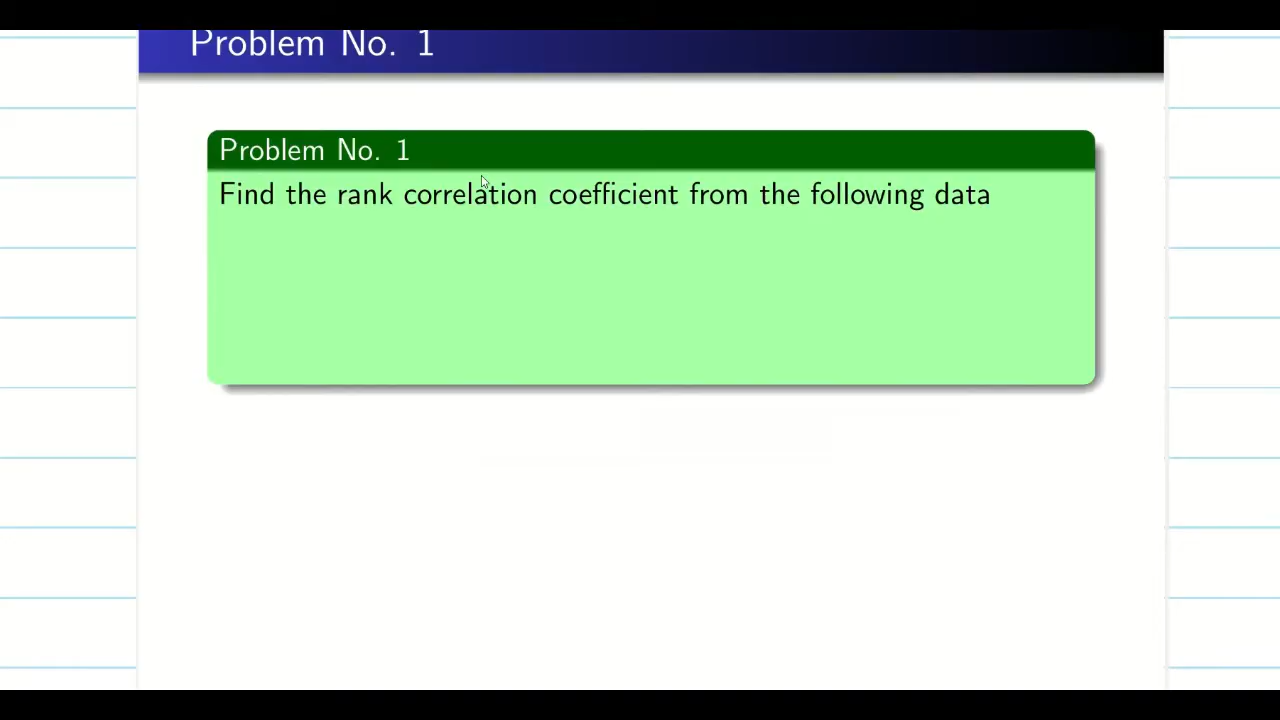 Problem No. 1
Problem No. 1
Find the rank correlation coefficient from the following data